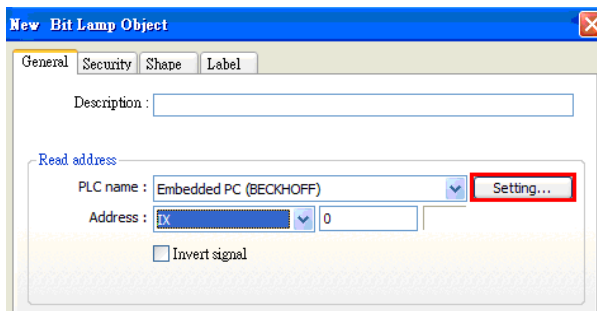 New Bit Lamp Object
General Security Shape Label
Description :
Read address
PLC name : Embedded PC (BECKHOFF) Setting...
Address : IX 0
Invert signal